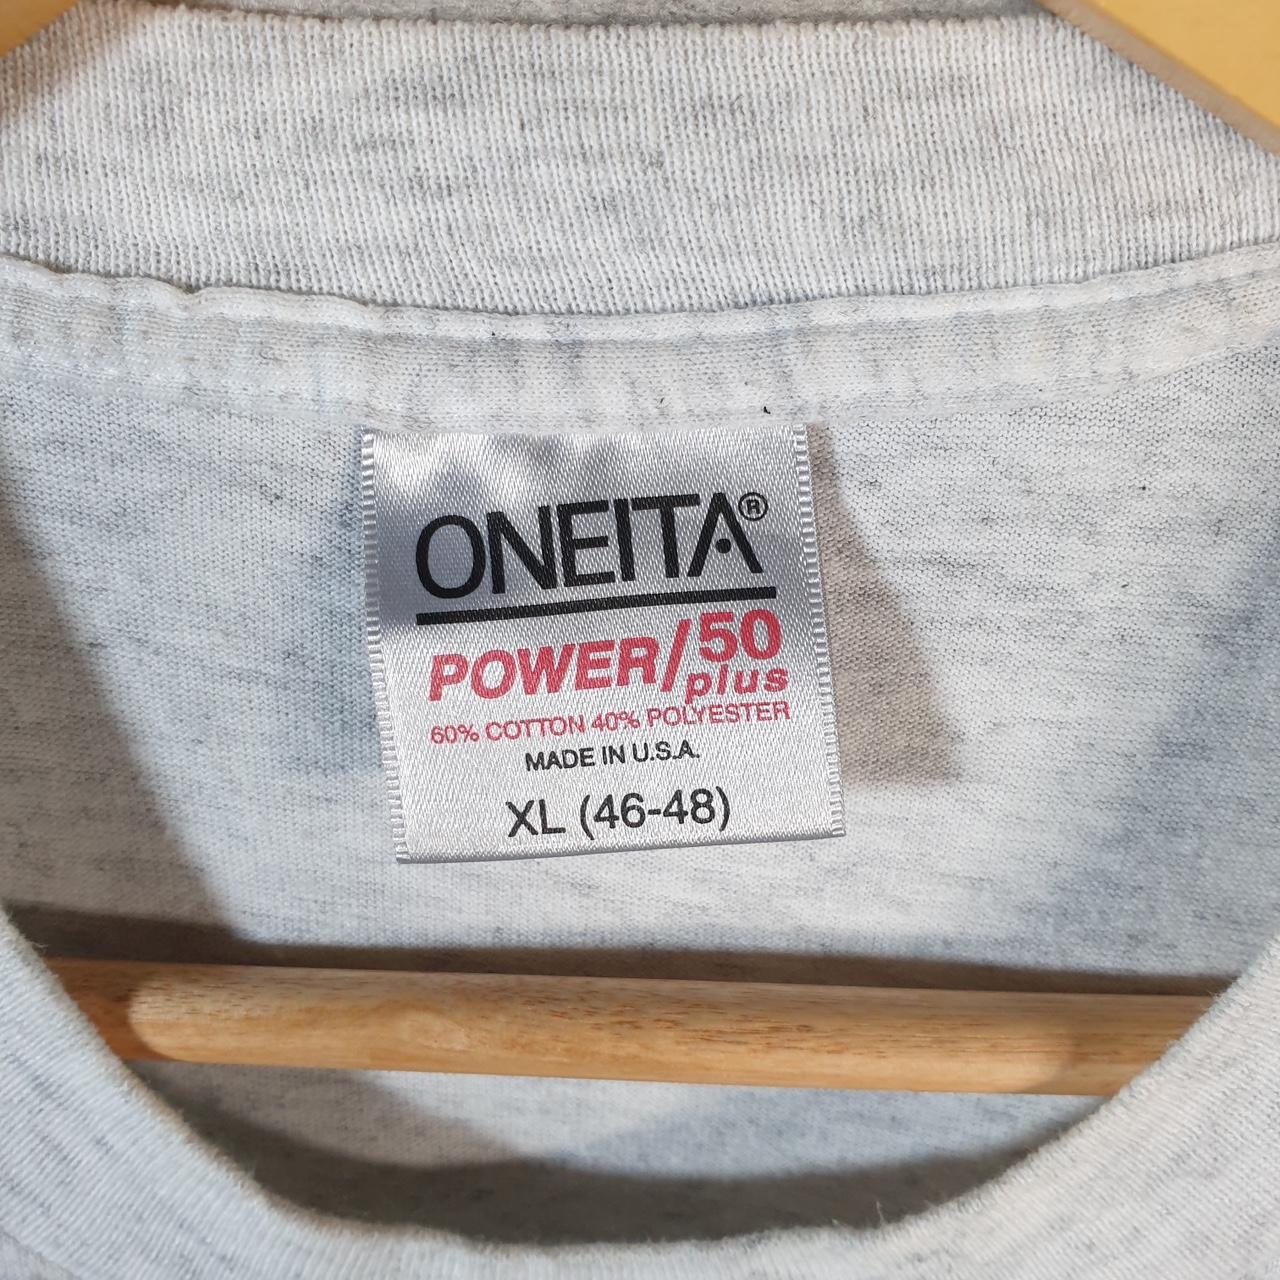 ONEITA®
POWER/50
plus
60% COTTON 40% POLYESTER
MADE IN U.S.A.
XL (46-48)